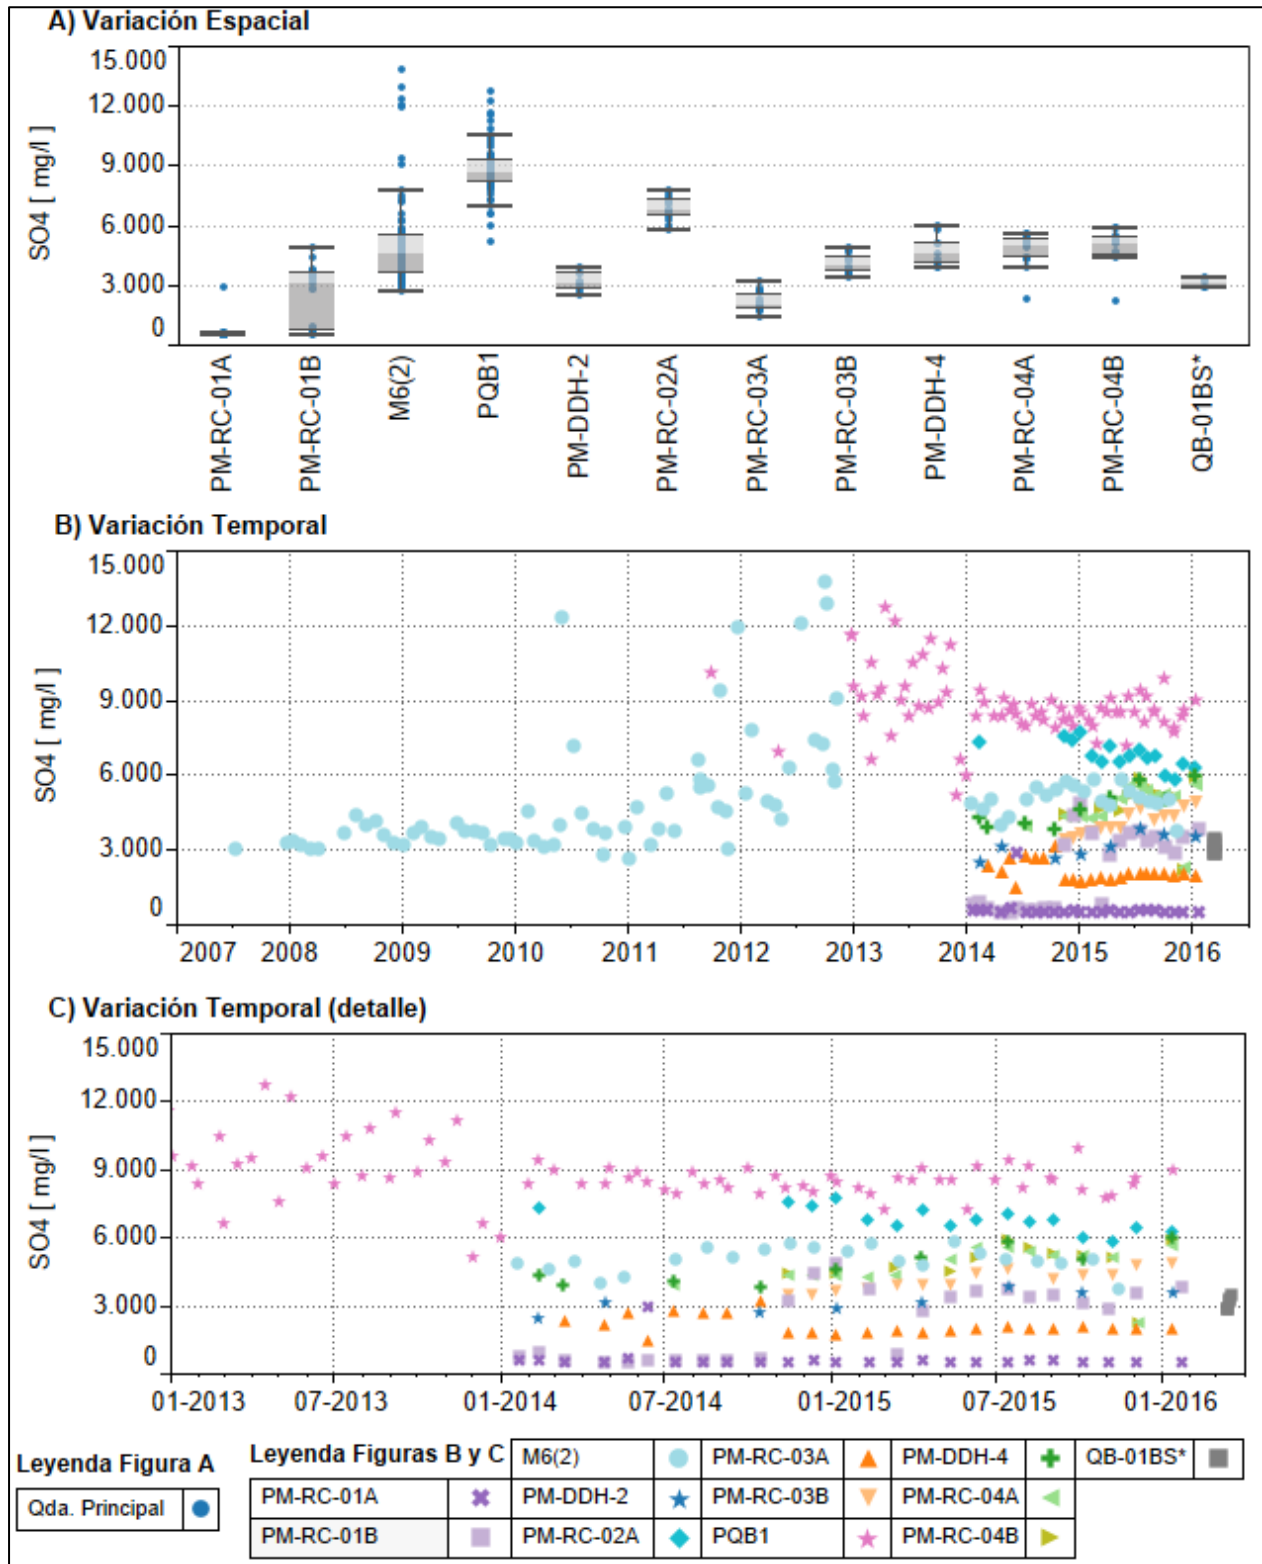 A) Variación Espacial
15.000
12.000
9.000
6.000
3.000
0
SO4 [ mg/l ]
PM-RC-01A
PM-RC-01B
M6(2)
PQB1
PM-DDH-2
PM-RC-02A
PM-RC-03A
PM-RC-03B
PM-DDH-4
PM-RC-04A
PM-RC-04B
QB-01BS*
B) Variación Temporal
15.000
12.000
9.000
6.000
3.000
0
SO4 [ mg/l ]
2007 2008 2009 2010 2011 2012 2013 2014 2015 2016
C) Variación Temporal (detalle)
15.000
12.000
9.000
6.000
3.000
0
SO4 [ mg/l ]
01-2013 07-2013 01-2014 07-2014 01-2015 07-2015 01-2016
Leyenda Figura A
Qda. Principal
Leyenda Figuras B y C M6(2) PM-RC-03A PM-DDH-4 QB-01BS*
PM-RC-01A PM-DDH-2 PM-RC-03B PM-RC-04A
PM-RC-01B PM-RC-02A PQB1 PM-RC-04B